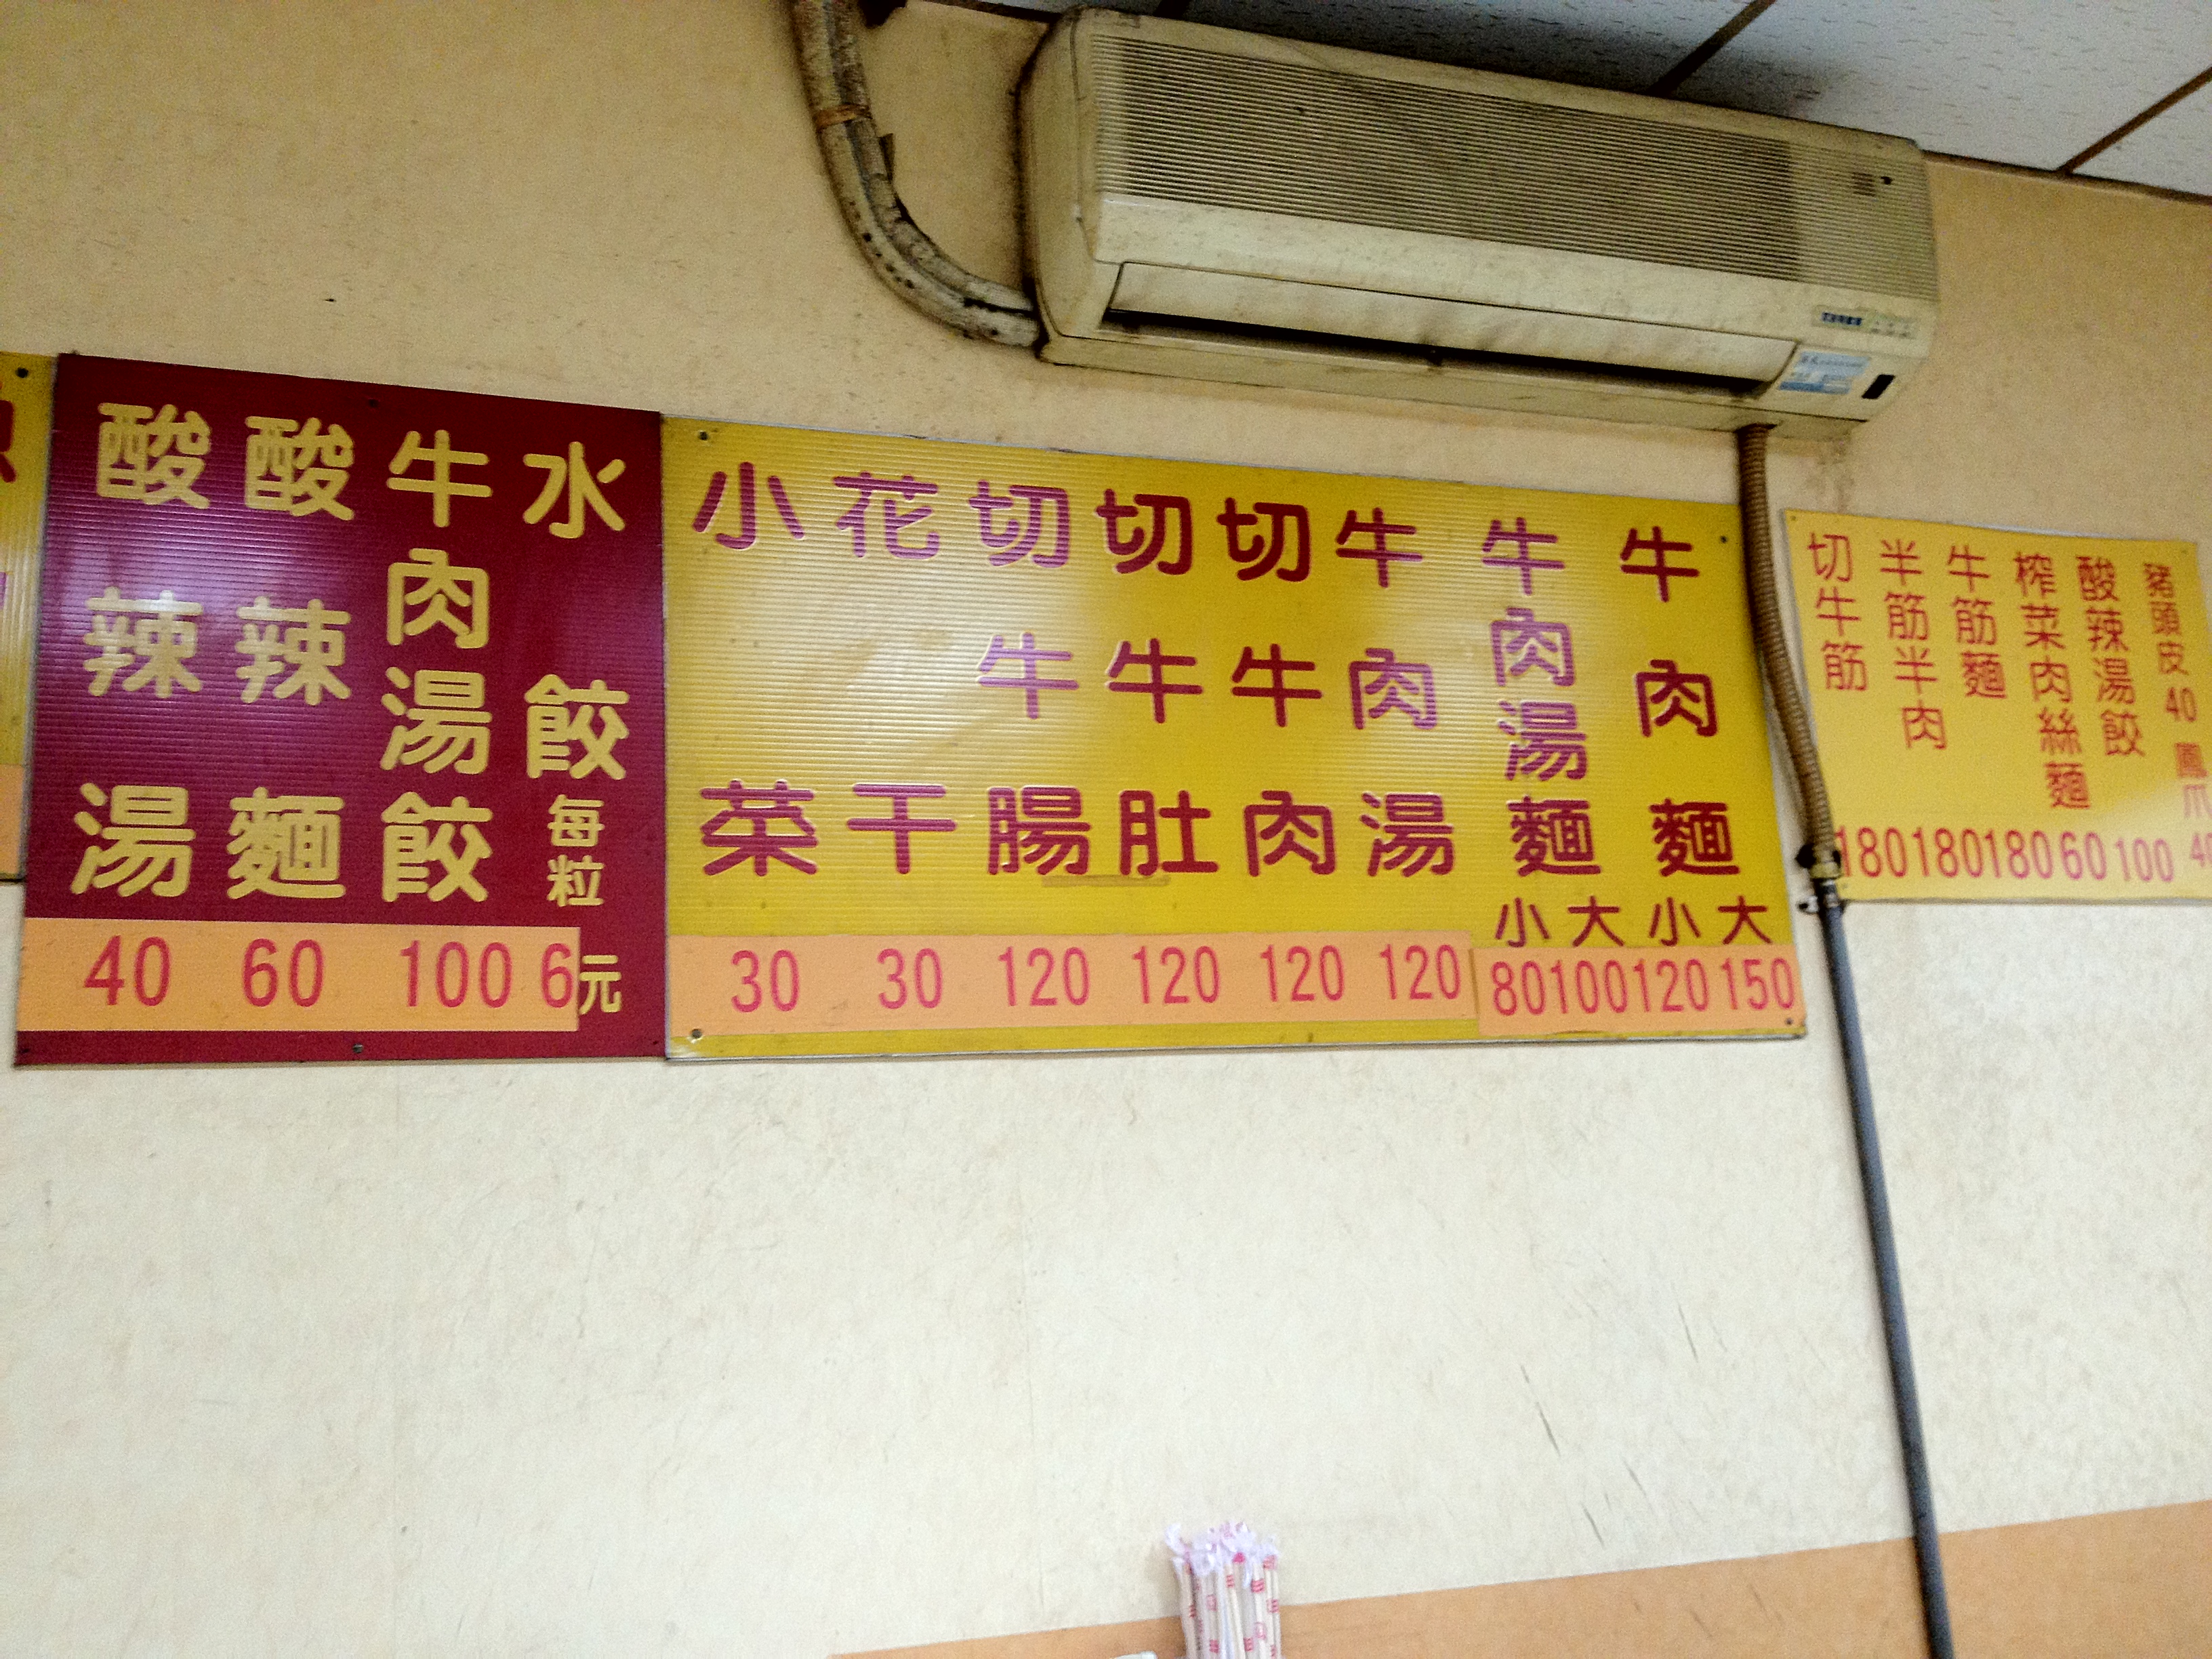 酸辣湯 40
酸辣麵 60
牛肉湯餃 100
水餃每粒 6元
小菜 30
花干 30
切牛腸 120
切牛肚 120
切牛肉 120
牛肉湯 120
牛肉湯麵 小 80 大 100
牛肉麵 小 120 大 150
切牛筋 180
半筋半肉 180
牛筋麵 180
榨菜肉絲麵 60
酸辣湯餃 100
豬頭皮 40
鳳爪 40